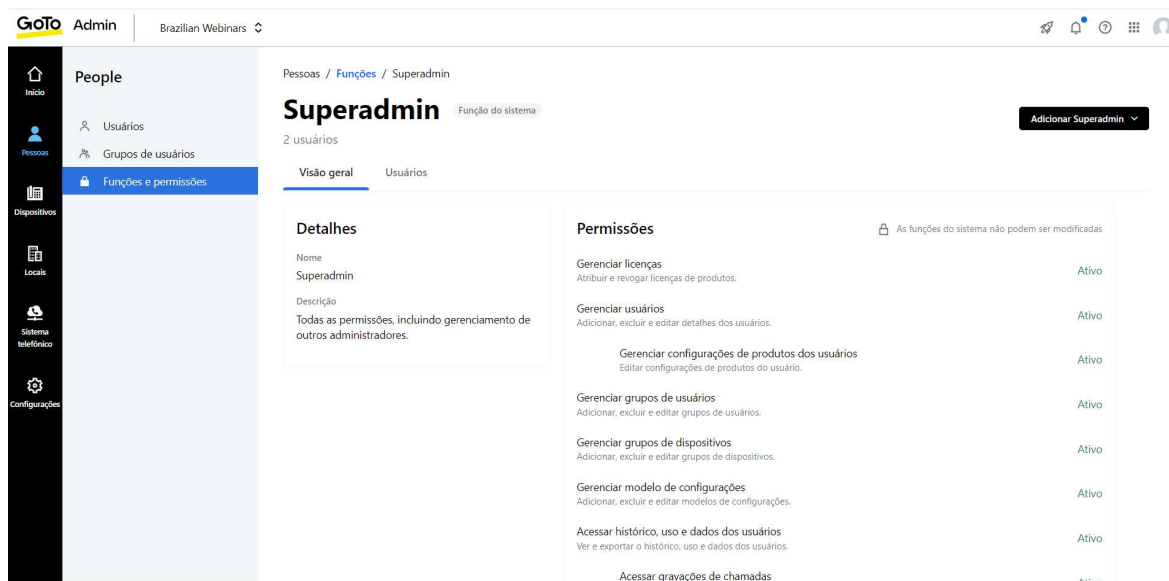 GoTo Admin
Brazilian Webinars
Início
Pessoas
Dispositivos
Locais
Sistema
telefônico
Configurações
People
Usuários
Grupos de usuários
Funções e permissões
Pessoas / Funções / Superadmin
Superadmin
Função do sistema
2 usuários
Adicionar Superadmin
Visão geral
Usuários
Detalhes
Nome
Superadmin
Descrição
Todas as permissões, incluindo gerenciamento de
outros administradores.
Permissões
As funções do sistema não podem ser modificadas
Gerenciar licenças
Atribuir e revogar licenças de produtos.
Ativo
Gerenciar usuários
Adicionar, excluir e editar detalhes dos usuários.
Ativo
Gerenciar configurações de produtos dos usuários
Editar configurações de produtos do usuário.
Ativo
Gerenciar grupos de usuários
Adicionar, excluir e editar grupos de usuários.
Ativo
Gerenciar grupos de dispositivos
Adicionar, excluir e editar grupos de dispositivos.
Ativo
Gerenciar modelo de configurações
Adicionar, excluir e editar modelos de configurações.
Ativo
Acessar histórico, uso e dados dos usuários
Ver e exportar o histórico, uso e dados dos usuários.
Ativo
Acessar gravações de chamadas